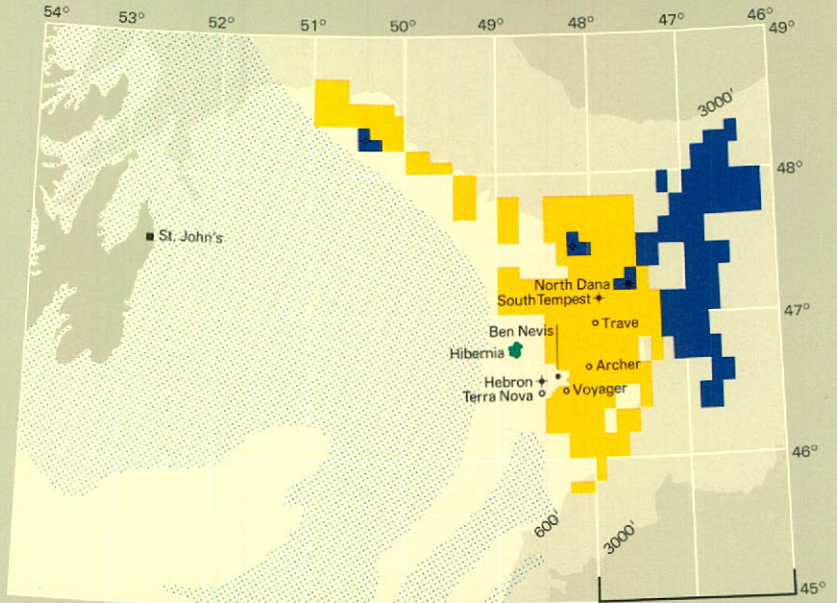 54°
53°
52°
51°
50°
49°
48°
47°
46°
49°
3000'
48°
St. John's
North Dana
South Tempest
47°
Trave
Ben Nevis
Hibernia
Archer
Hebron
Voyager
Terra Nova
46°
600'
3000'
45°